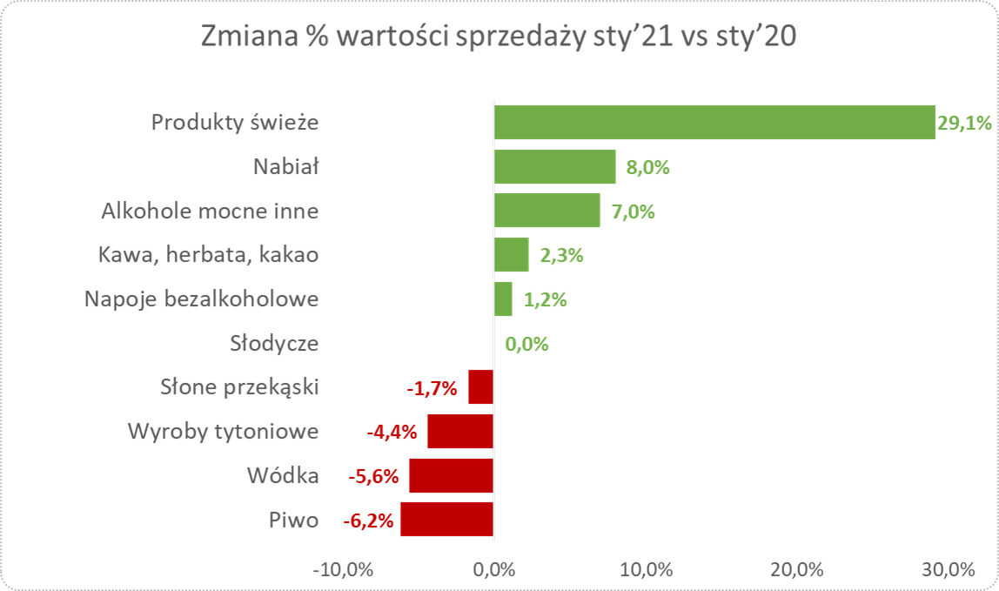 Zmiana % wartości sprzedaży sty’21 vs sty’20
Produkty świeże 29,1%
Nabiał 8,0%
Alkohole mocne inne 7,0%
Kawa, herbata, kakao 2,3%
Napoje bezalkoholowe 1,2%
Słodycze 0,0%
Słone przekąski -1,7%
Wyroby tytoniowe -4,4%
Wódka -5,6%
Piwo -6,2%
-10,0% 0,0% 10,0% 20,0% 30,0%